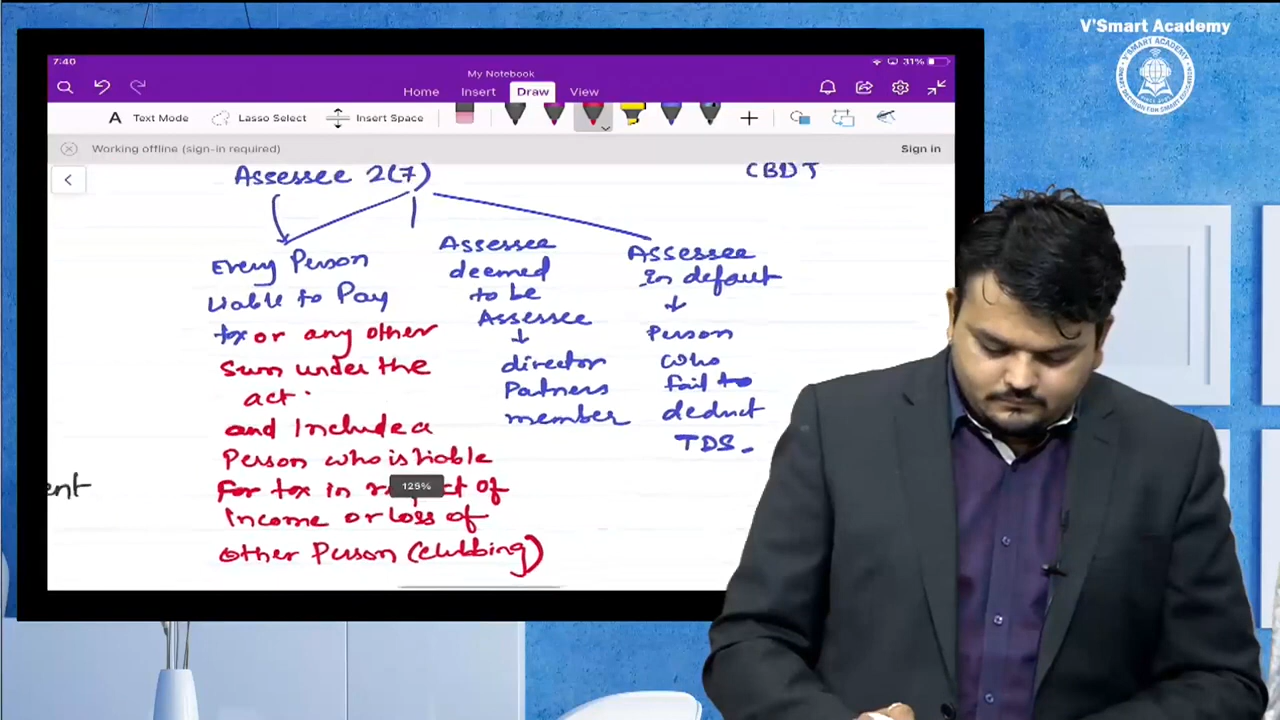 V'Smart Academy
7:40
31%
My Notebook
Home Insert Draw View
Text Mode
Lasso Select
Insert Space
Working offline (sign-in required)
Sign in
Assessee 2(7)
CBDT
Every Person
Liable to Pay
tax or any other
Sum under the
act.
and Include a
Person who is liable
For tax in of
Income or loss of
other Person (clubbing)
129%
Assessee
deemed
to be
Assessee
director
Patners
member
Assessee
in defaut
Person
who
fail to
deduct
TDS.
ent